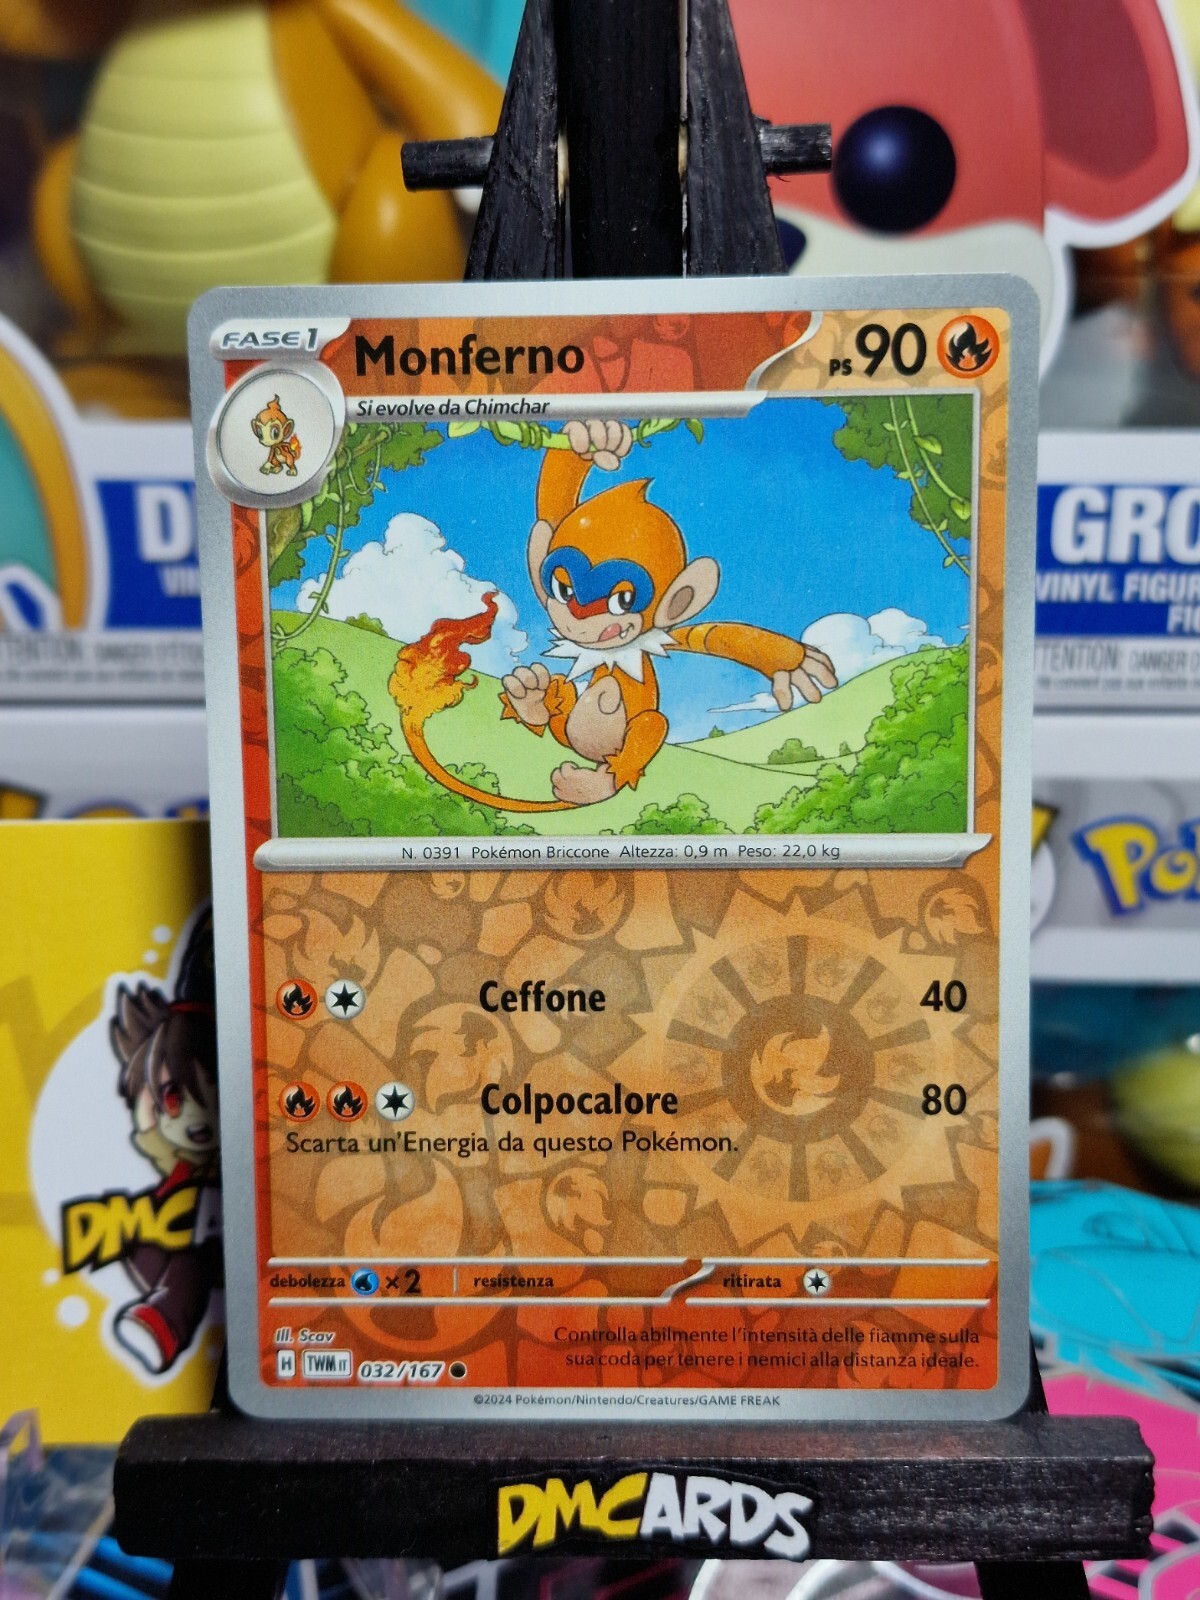 FASE 1
Monferno
PS 90
Si evolve da Chimchar
GRO
VINYL FIGUR
TTENTION: DANGER
N. 0391 Pokémon Briccone Altezza: 0,9 m Peso: 22,0 kg
Ceffone 40
Colpocalore 80
Scarta un'Energia da questo Pokémon.
DMCA
debolezza ×2 resistenza ritirata
Ill. Scav
Controlla abilmente l'intensità delle fiamme sulla
sua coda per tenere i nemici alla distanza ideale.
H TWM IT 032/167
©2024 Pokémon/Nintendo/Creatures/GAME FREAK
DMCARDS